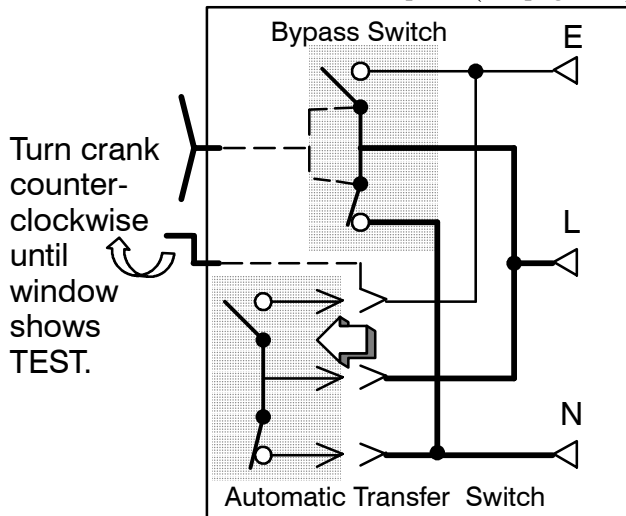 Bypass Switch
E
Turn crank
counter-
clockwise
until
window
shows
TEST.
L
N
Automatic Transfer Switch